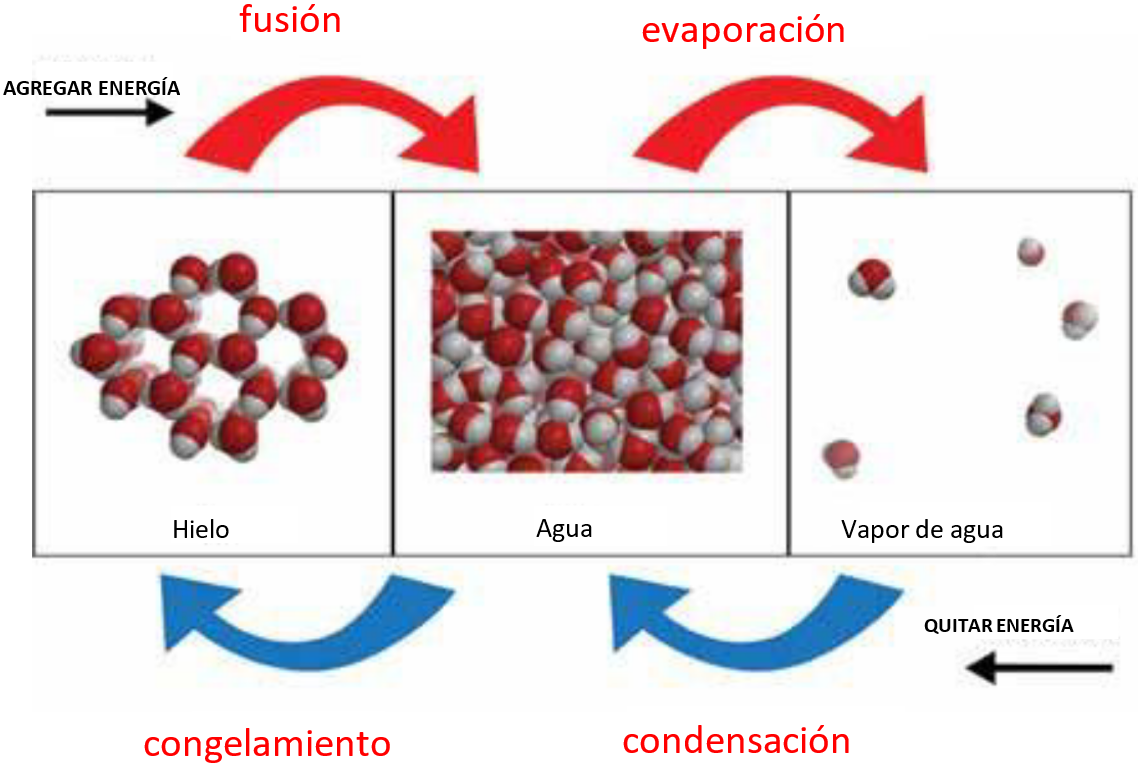 fusión
evaporación
AGREGAR ENERGÍA
Hielo
Agua
Vapor de agua
QUITAR ENERGÍA
congelamiento
condensación